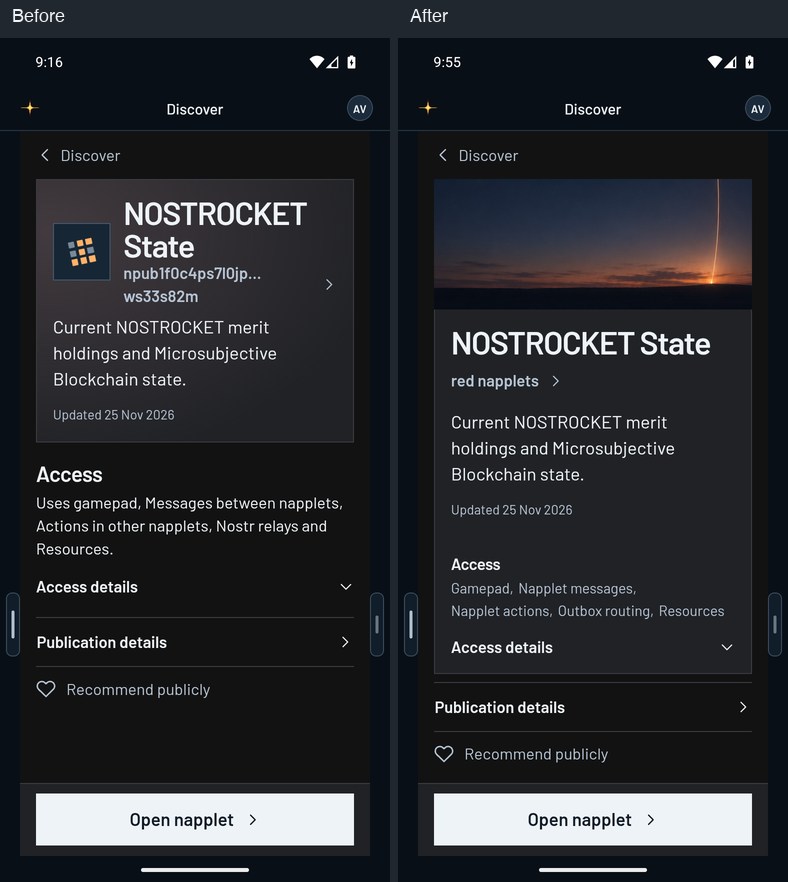 Before
9:16
Discover
AV
Discover
NOSTROCKET
State
npub1f0c4ps7l0jp...
ws33s82m
Current NOSTROCKET merit
holdings and Microsubjective
Blockchain state.
Updated 25 Nov 2026
Access
Uses gamepad, Messages between napplets,
Actions in other napplets, Nostr relays and
Resources.
Access details
Publication details
Recommend publicly
Open napplet
After
9:55
Discover
AV
Discover
NOSTROCKET State
red napplets
Current NOSTROCKET merit
holdings and Microsubjective
Blockchain state.
Updated 25 Nov 2026
Access
Gamepad, Napplet messages,
Napplet actions, Outbox routing, Resources
Access details
Publication details
Recommend publicly
Open napplet